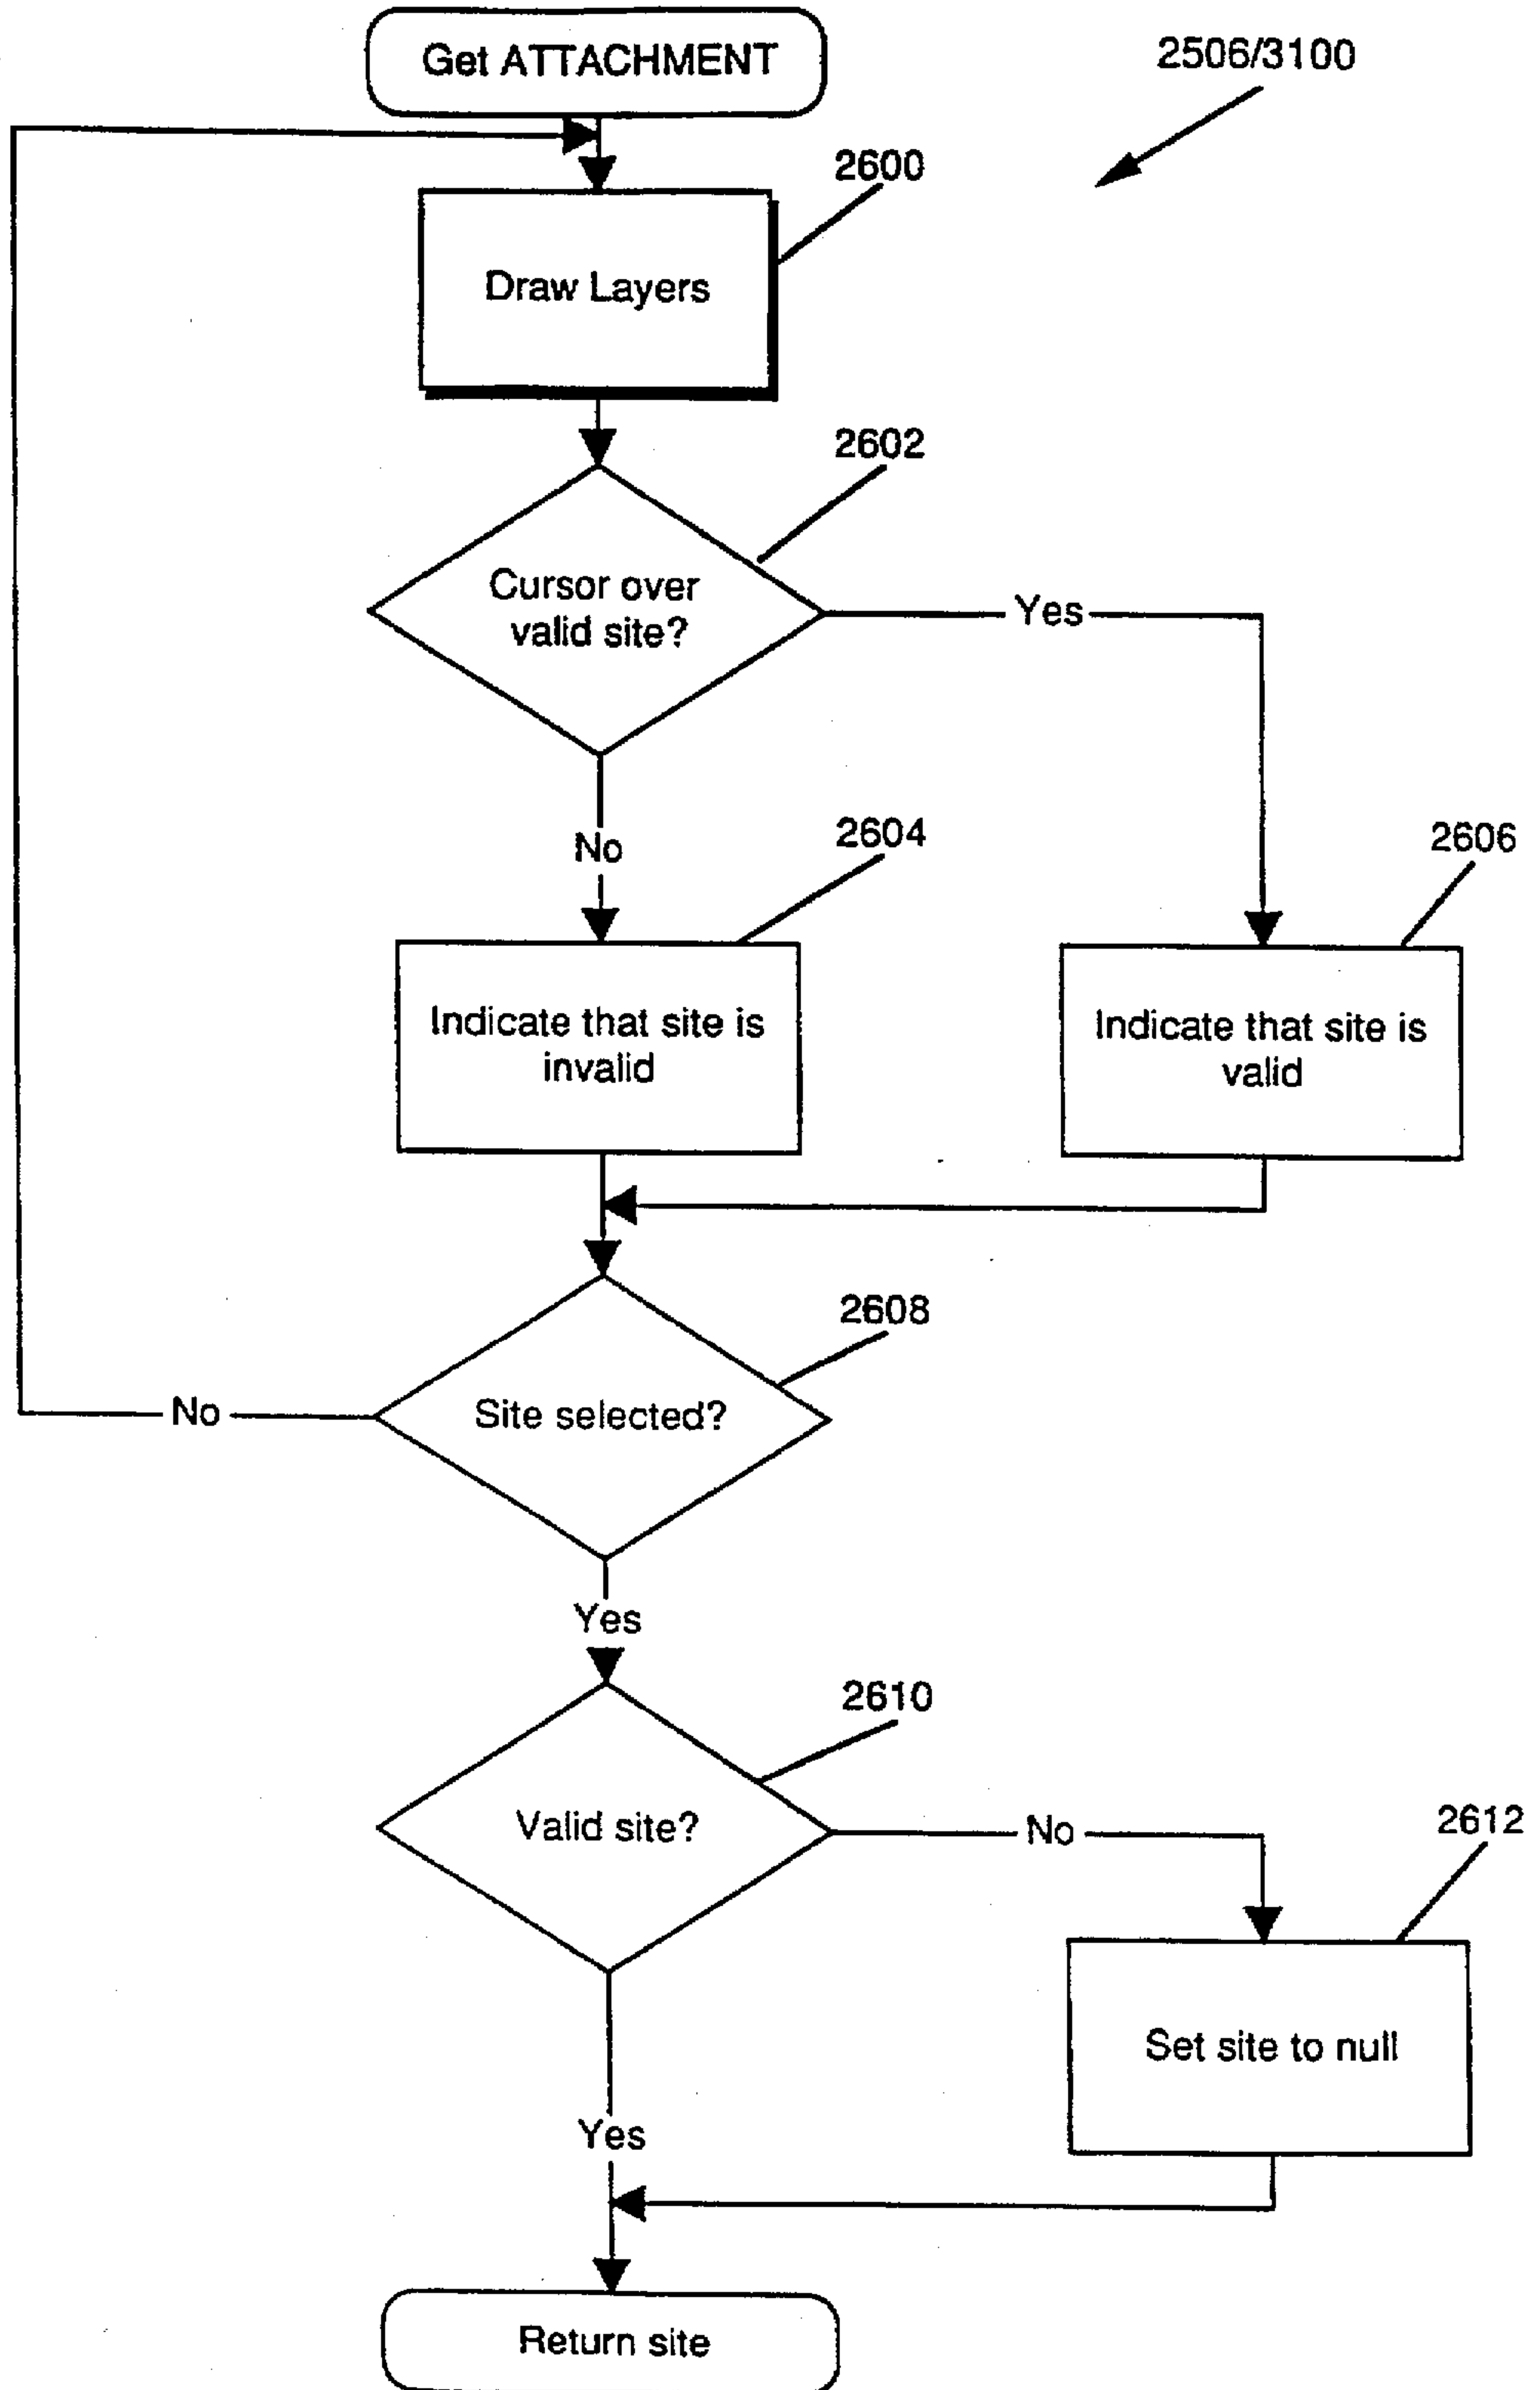 Get ATTACHMENT
2506/3100
2600
Draw Layers
2602
Cursor over
valid site?
Yes
No
2604
2606
Indicate that site is
invalid
Indicate that site is
valid
2608
No
Site selected?
Yes
2610
Valid site?
No
2612
Set site to null
Yes
Return site